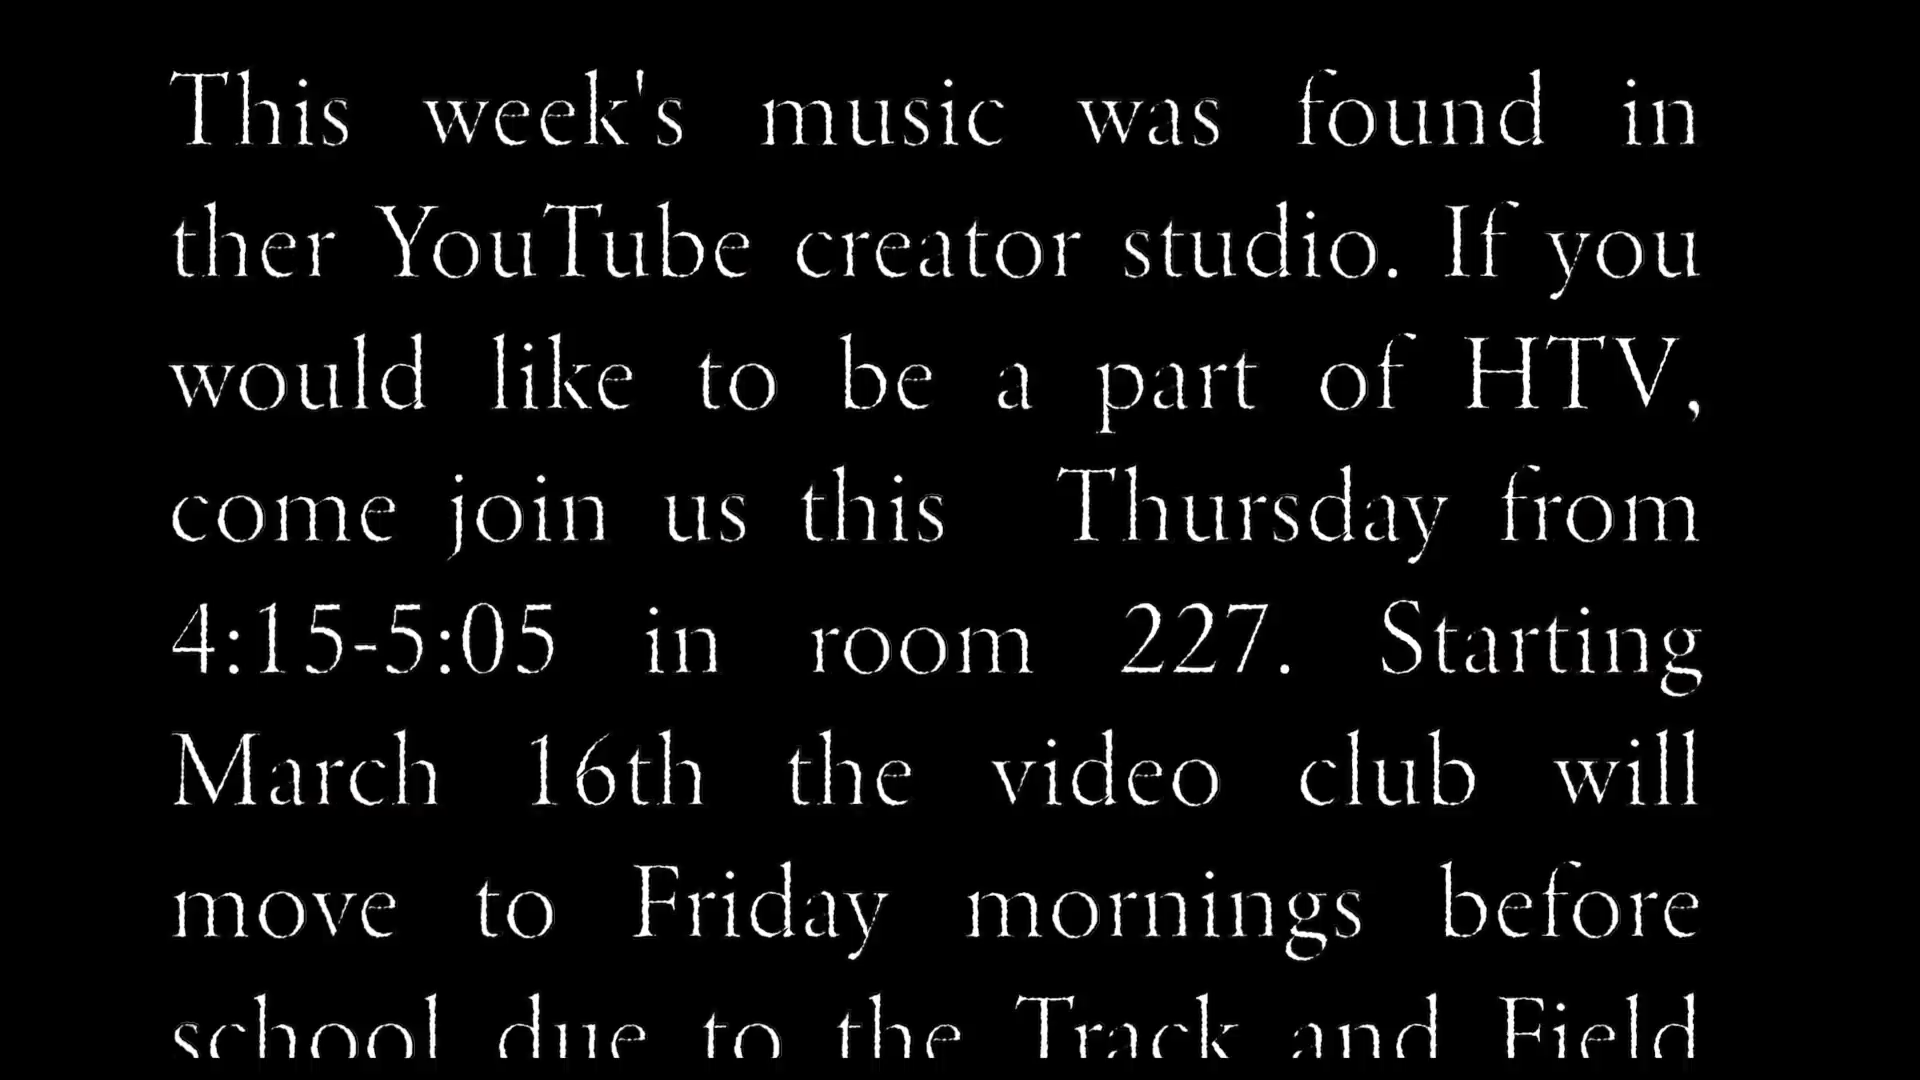 This week's music was found in
ther YouTube creator studio. If you
would like to be a part of HTV,
come join us this Thursday from
4:15-5:05 in room 227. Starting
March 16th the video club will
move to Friday mornings before
school due to the Track and Field